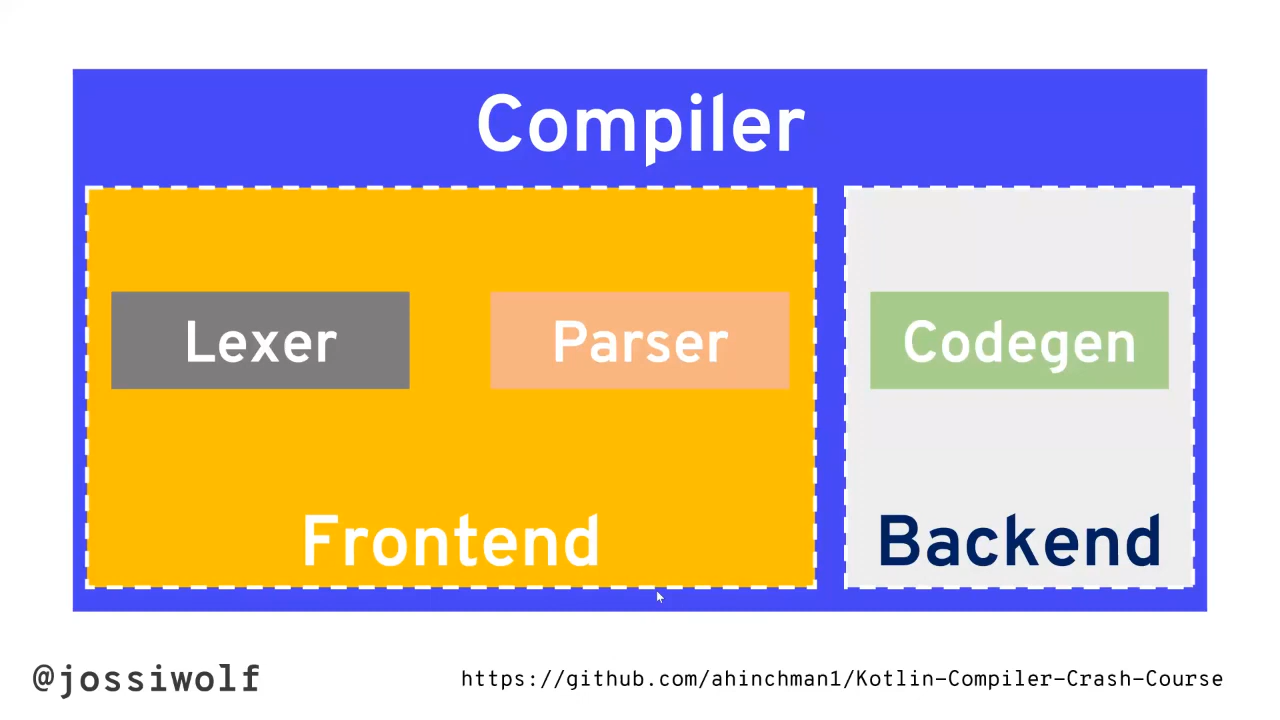 Compiler
Lexer
Parser
Codegen
Frontend
Backend
@jossiwolf
https://github.com/ahinchman1/Kotlin-Compiler-Crash-Course